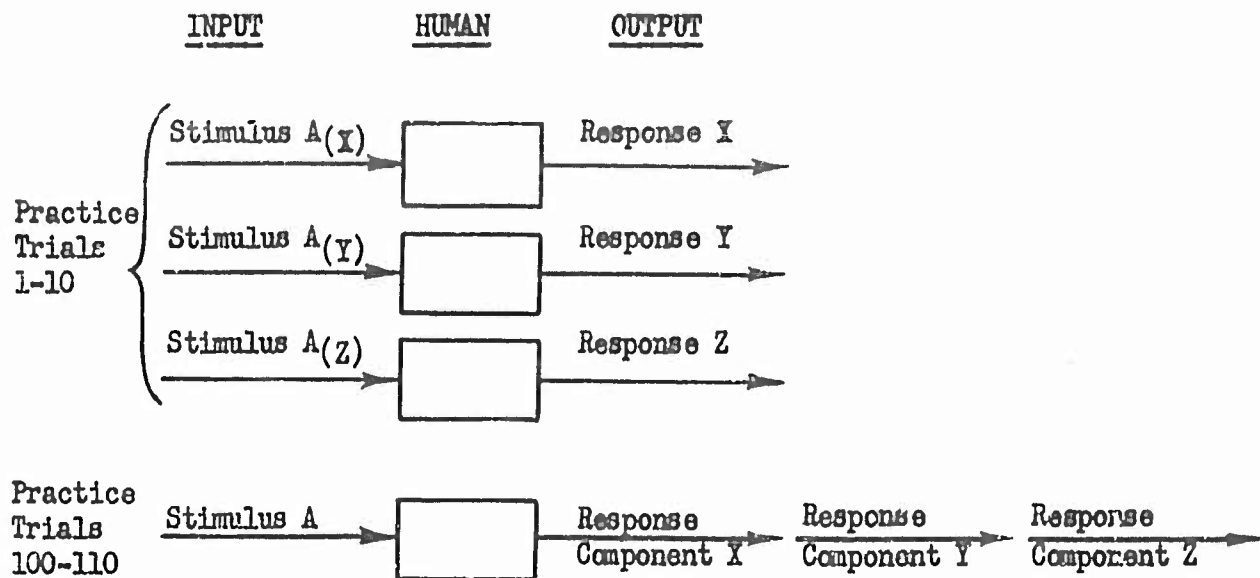 INPUT HUMAN OUTPUT
Stimulus A(X) Response X
Practice
Trials
1-10
Stimulus A(Y) Response Y
Stimulus A(Z) Response Z
Practice
Trials
100-110
Stimulus A
Response
Component X
Response
Component Y
Response
Component Z